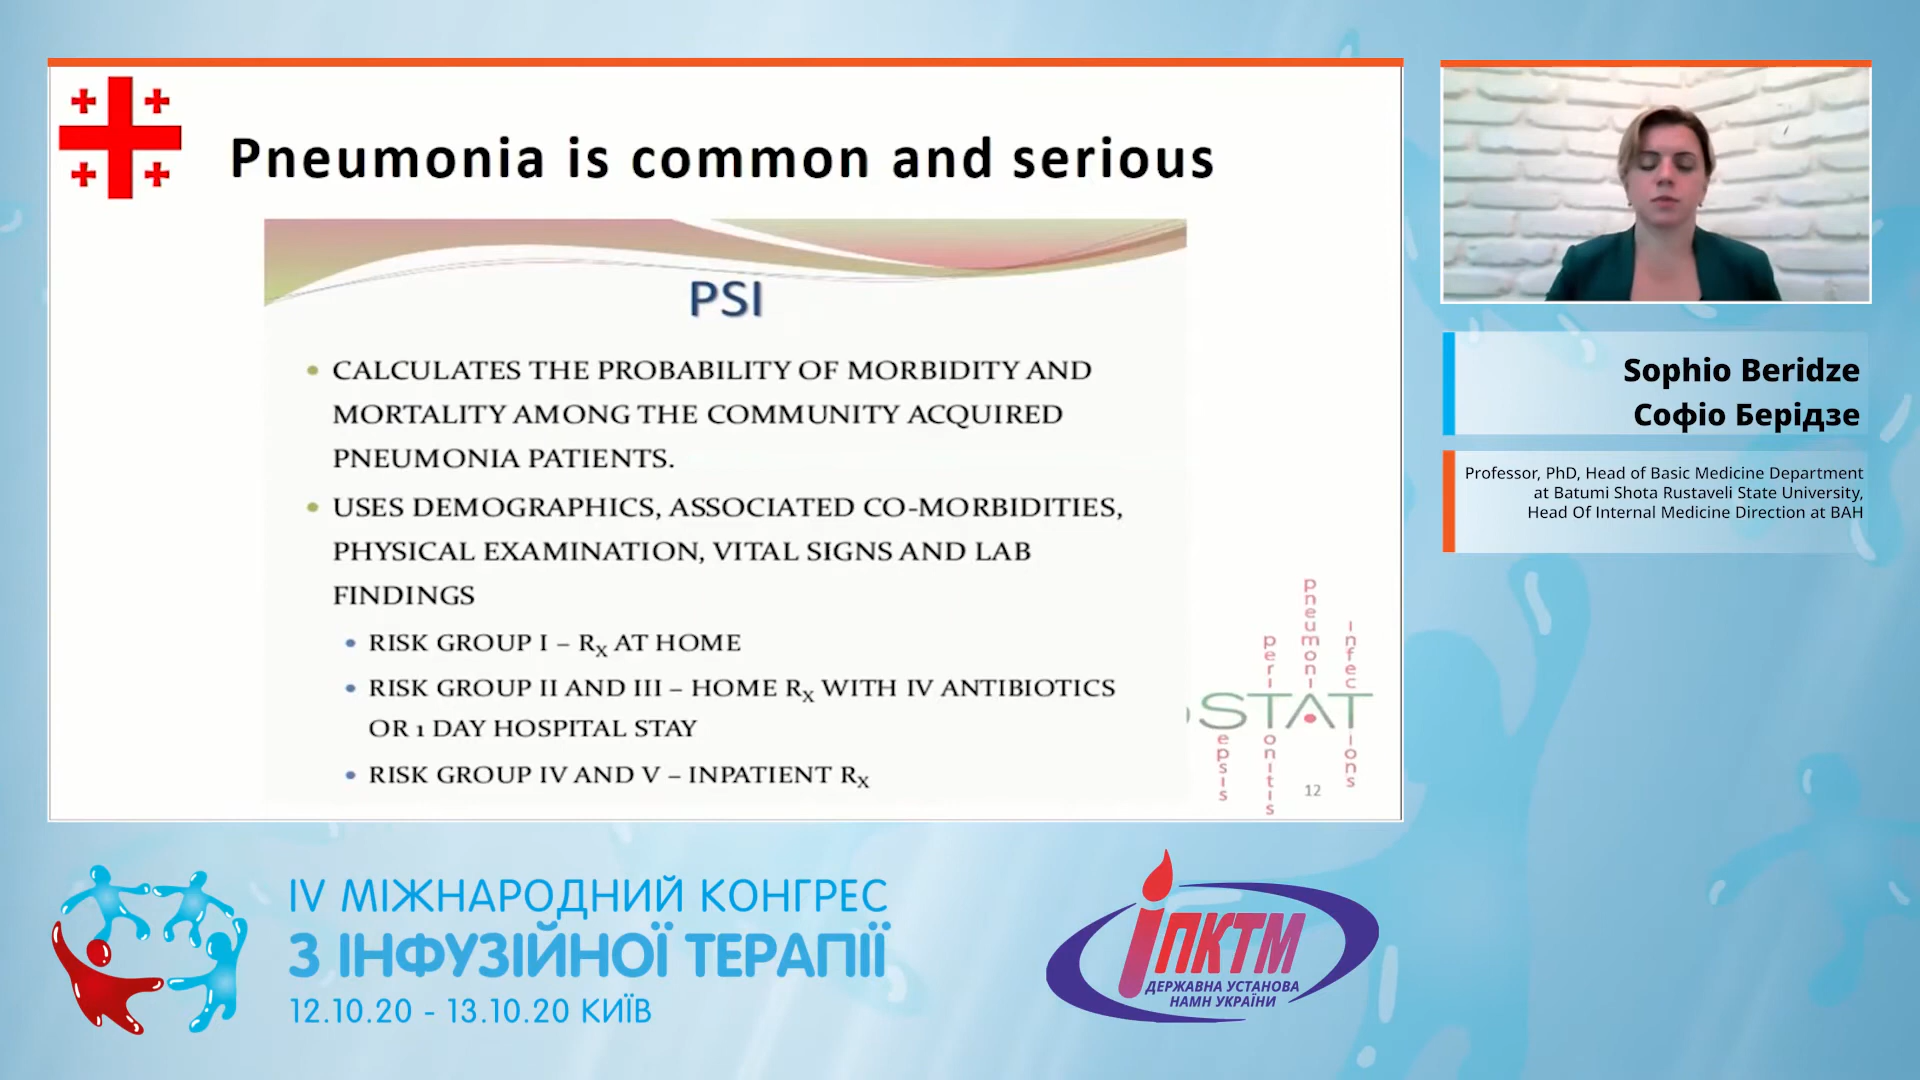 Pneumonia is common and serious
PSI
• CALCULATES THE PROBABILITY OF MORBIDITY AND
MORTALITY AMONG THE COMMUNITY ACQUIRED
PNEUMONIA PATIENTS.
• USES DEMOGRAPHICS, ASSOCIATED CO-MORBIDITIES,
PHYSICAL EXAMINATION, VITAL SIGNS AND LAB
FINDINGS
• RISK GROUP I – Rx AT HOME
• RISK GROUP II AND III – HOME Rx WITH IV ANTIBIOTICS
OR 1 DAY HOSPITAL STAY
• RISK GROUP IV AND V – INPATIENT Rx
STAT
sepsis
peritonitis
pneumonia
infections
12
Sophio Beridze
Софіо Берідзе
Professor, PhD, Head of Basic Medicine Department
at Batumi Shota Rustaveli State University,
Head Of Internal Medicine Direction at BAH
IV МІЖНАРОДНИЙ КОНГРЕС
З ІНФУЗІЙНОЇ ТЕРАПІЇ
12.10.20 - 13.10.20 КИЇВ
ІПКТМ
ДЕРЖАВНА УСТАНОВА
НАМН УКРАЇНИ